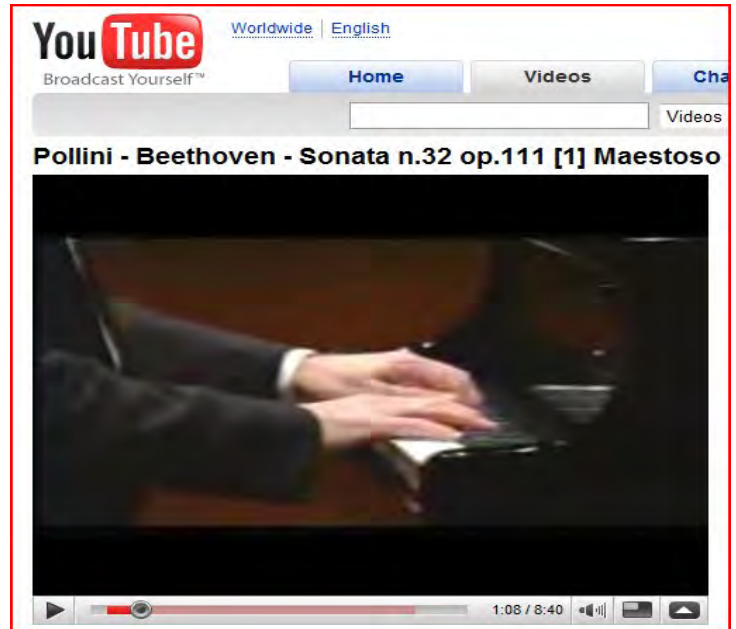 YouTube Worldwide English
Broadcast Yourself™
Home Videos Cha
Videos
Pollini - Beethoven - Sonata n.32 op.111 [1] Maestoso
1:08 / 8:40